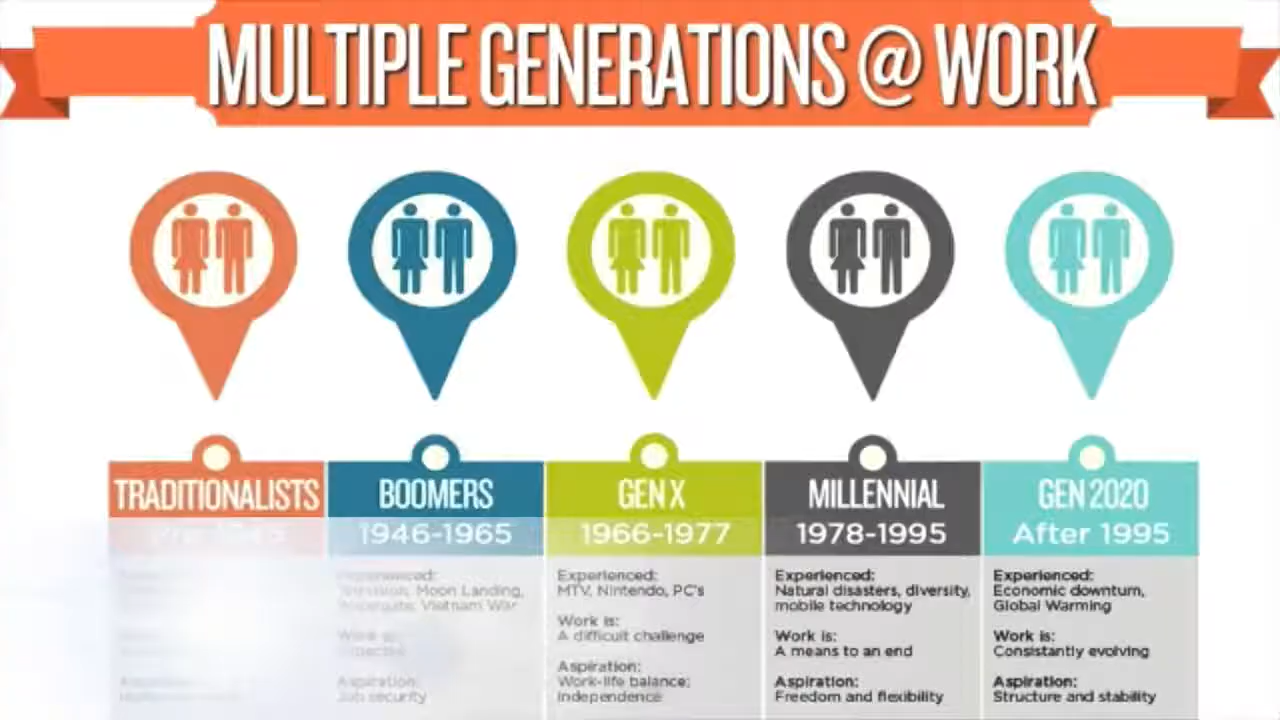 MULTIPLE GENERATIONS @ WORK
TRADITIONALISTS
BOOMERS
1946-1965
Moon Landing,
Vietnam War
Work is:
Aspiration:
Job security
GEN X
1966-1977
Experienced:
MTV, Nintendo, PC's
Work is:
A difficult challenge
Aspiration:
Work-life balance;
Independence
MILLENNIAL
1978-1995
Experienced:
Natural disasters, diversity,
mobile technology
Work is:
A means to an end
Aspiration:
Freedom and flexibility
GEN 2020
After 1995
Experienced:
Economic downturn,
Global Warming
Work is:
Consistantly evolving
Aspiration:
Structure and stability